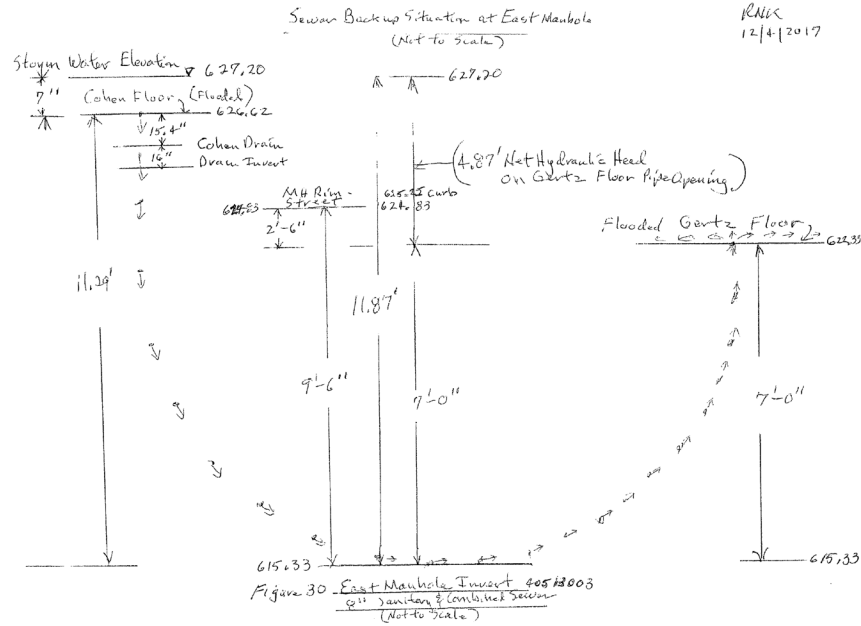 Sewer Backup Situation at East Manhole
(Not to Scale)
RNK
12/4/2017
Storm Water Elevation 627.20
7"
Cohen Floor (Flooded)
626.62
15.4"
Cohen Drain
14"
Drain Invert
627.20
(4.87' Net Hydraulic Head
on Gertz Floor Pipe Opening)
MH Rim - Street
Curb
624.83
624.83
2'-6"
Flooded Gertz Floor
622.33
11.29'
11.87'
9'-6"
7'-0"
7'-0"
615.33
615.33
Figure 30 East Manhole Invert
8" Sanitary & Combined Sewer
(Not to Scale)